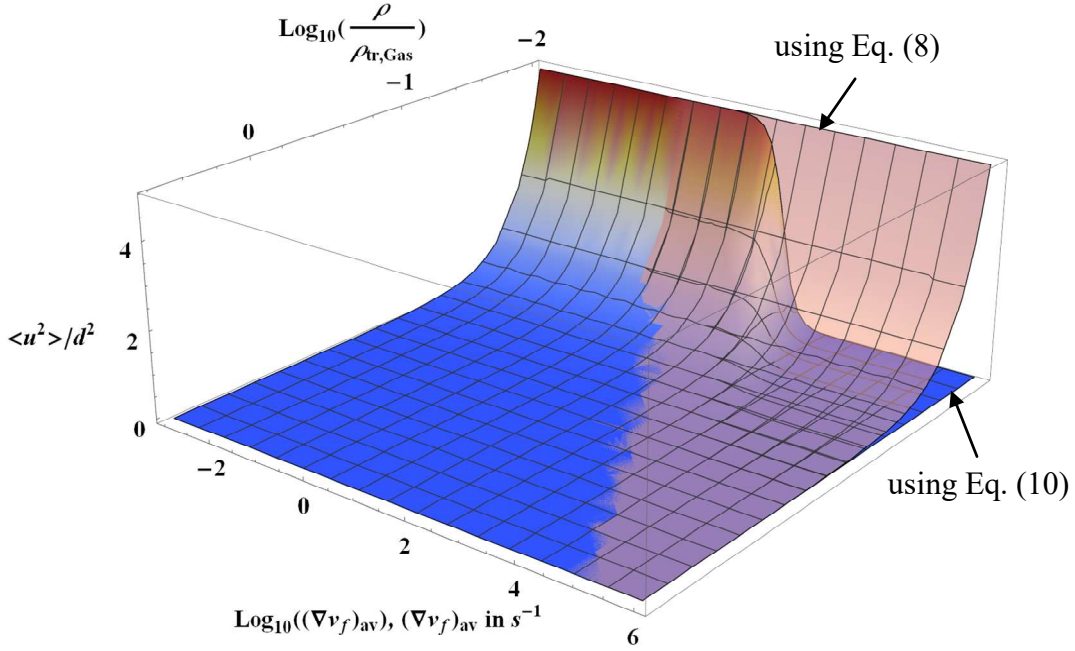 Log₁₀(ρ/ρtr,Gas)
−2
using Eq. (8)
−1
0
4
<u²>/d²
2
0
−2
0
2
4
6
using Eq. (10)
Log₁₀((∇vf)av), (∇vf)av in s⁻¹